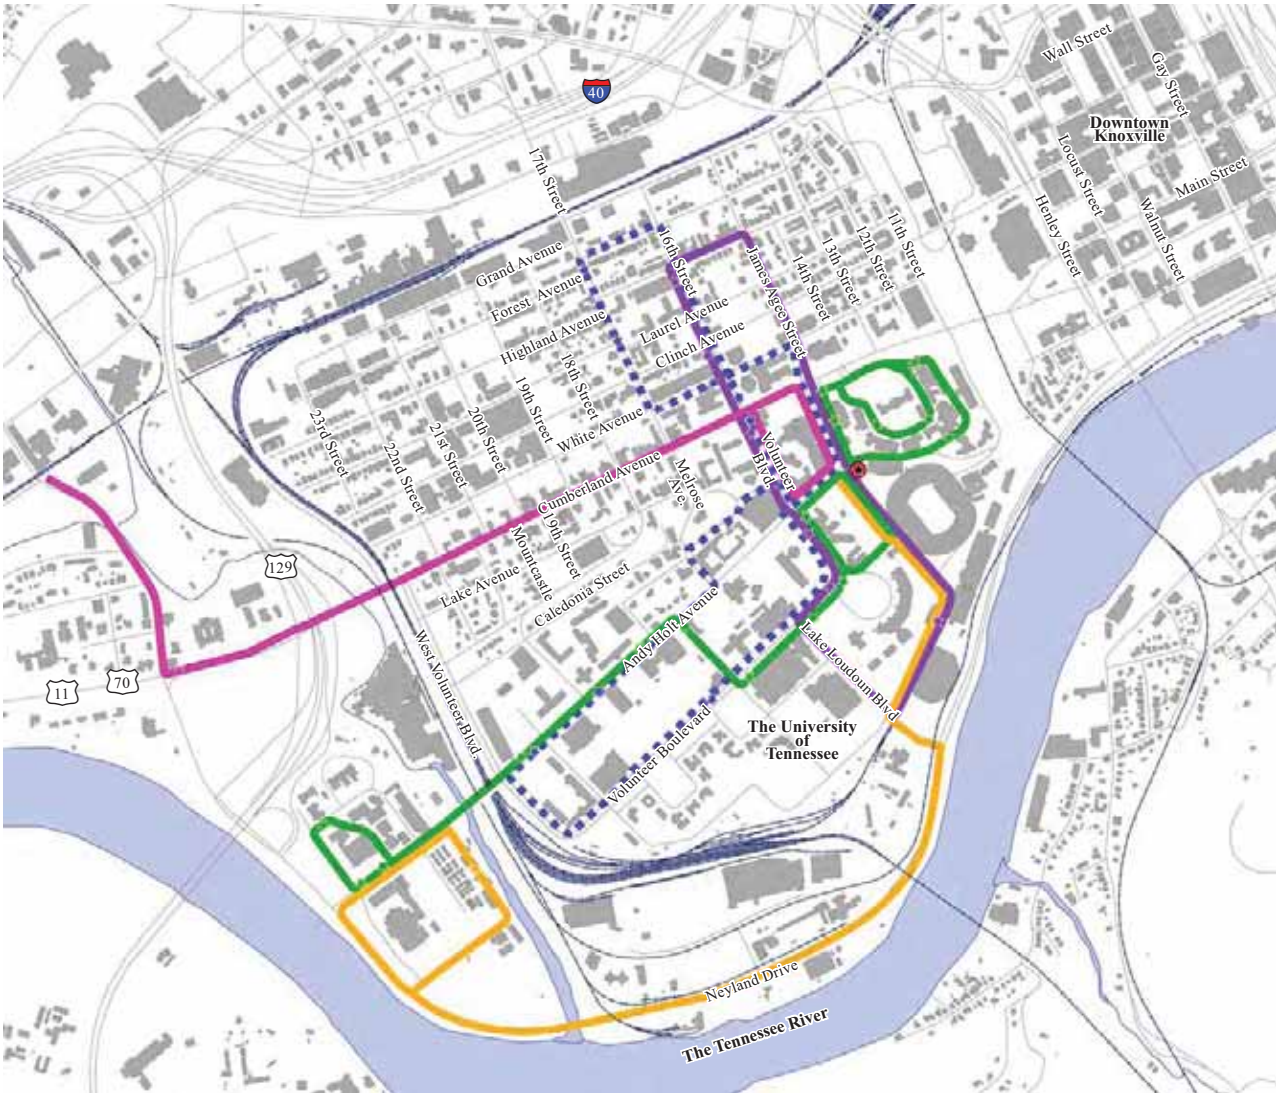 Wall Street
Gay Street
40
Downtown
Knoxville
17th Street
Locust Street
Main Street
Henley Street
Walnut Street
11th Street
12th Street
13th Street
14th Street
James Agee Street
16th Street
Grand Avenue
Forest Avenue
Highland Avenue
Laurel Avenue
Clinch Avenue
18th Street
19th Street
White Avenue
20th Street
21st Street
22nd Street
23rd Street
Volunteer
Blvd.
Cumberland Avenue
Melrose
Ave.
19th Street
Mountcastle
129
Lake Avenue
Caledonia Street
Andy Holt Avenue
Lake Loudoun Blvd
West Volunteer Blvd.
70
11
The University
of
Tennessee
Volunteer Boulevard
Neyland Drive
The Tennessee River